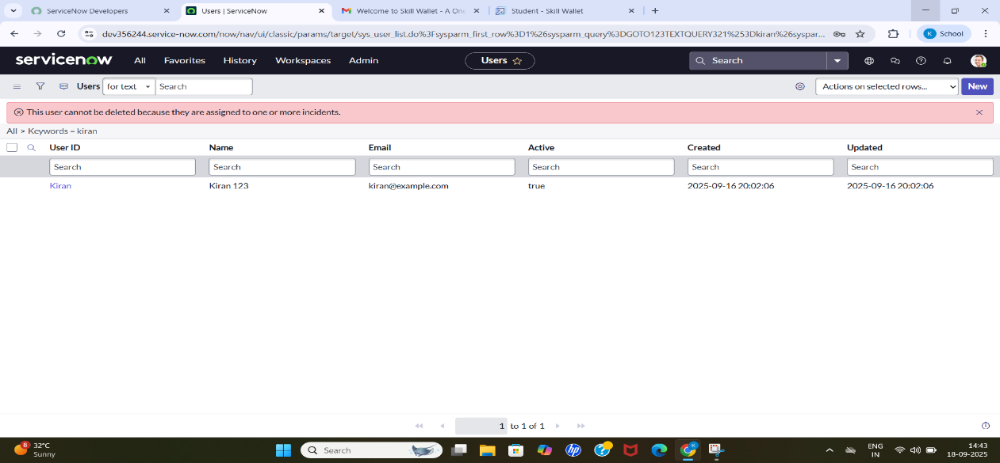 ServiceNow Developers
Users | ServiceNow
Welcome to Skill Wallet - A One
Student - Skill Wallet
dev356244.service-now.com/now/nav/ui/classic/params/target/sys_user_list.do%3Fsysparm_first_row%3D1%26sysparm_query%3DGOTO123TEXTQUERY321%253Dkiran%26syspar...
K School
servicenow All Favorites History Workspaces Admin Users Search
Users for text Search Actions on selected rows... New
This user cannot be deleted because they are assigned to one or more incidents.
All > Keywords = kiran
User ID Name Email Active Created Updated
Search Search Search Search Search Search
Kiran Kiran 123 kiran@example.com true 2025-09-16 20:02:06 2025-09-16 20:02:06
1 to 1 of 1
8 32°C
Sunny
Search
hp
K
ENG
IN
14:43
18-09-2025